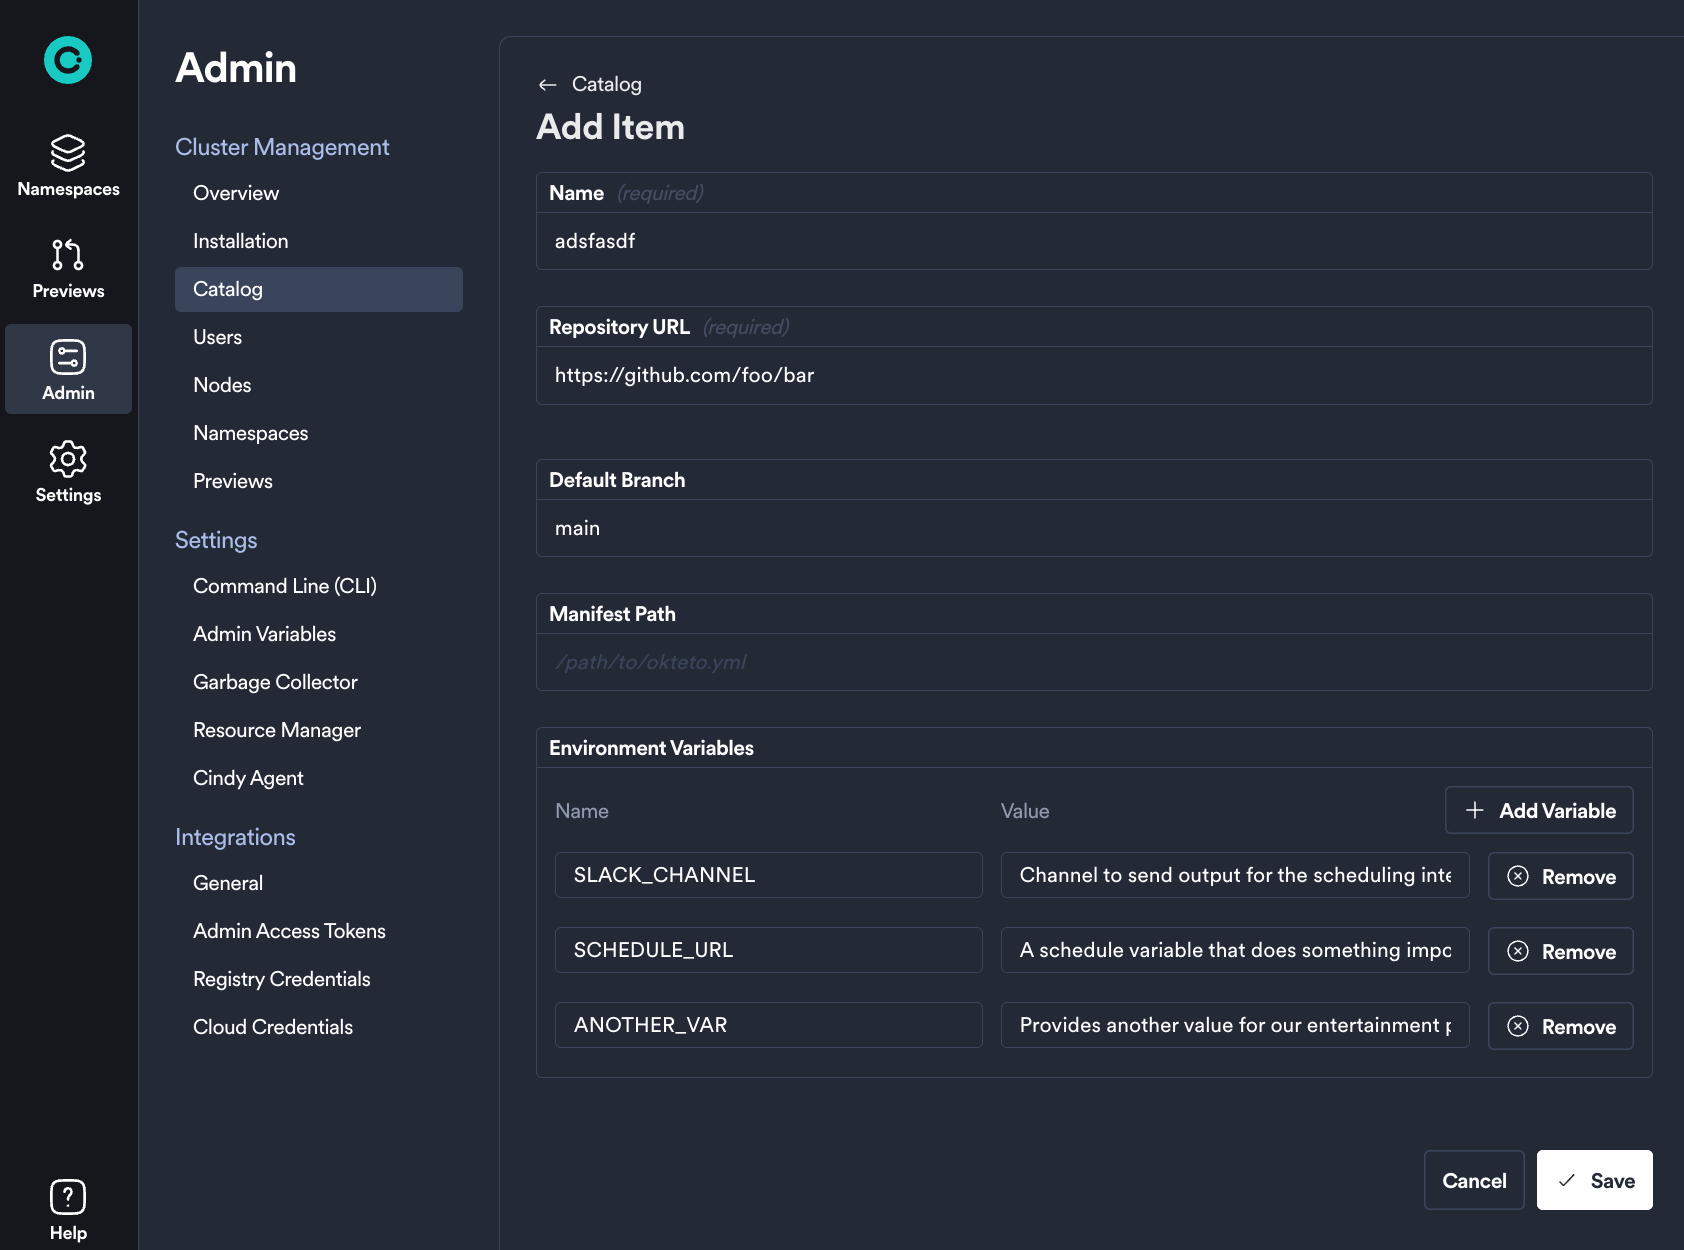 Namespaces
Previews
Admin
Settings
Help
Admin
Cluster Management
Overview
Installation
Catalog
Users
Nodes
Namespaces
Previews
Settings
Command Line (CLI)
Admin Variables
Garbage Collector
Resource Manager
Cindy Agent
Integrations
General
Admin Access Tokens
Registry Credentials
Cloud Credentials
← Catalog
Add Item
Name (required)
adsfasdf
Repository URL (required)
https://github.com/foo/bar
Default Branch
main
Manifest Path
/path/to/okteto.yml
Environment Variables
Name Value + Add Variable
SLACK_CHANNEL Channel to send output for the scheduling inte Remove
SCHEDULE_URL A schedule variable that does something impo Remove
ANOTHER_VAR Provides another value for our entertainment p Remove
Cancel Save